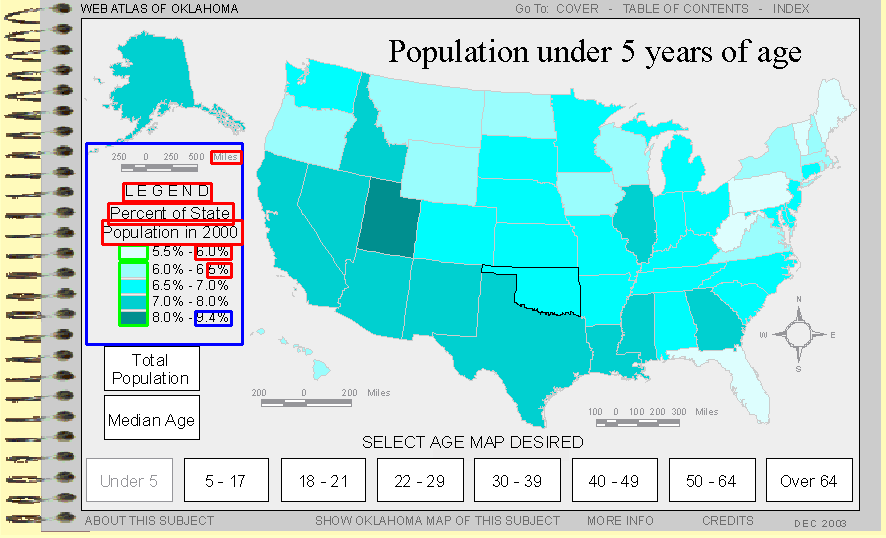 WEB ATLAS OF OKLAHOMA
Go To: COVER - TABLE OF CONTENTS - INDEX
Population under 5 years of age
250 0 250 500 Miles
LEGEND
Percent of State
Population in 2000
5.5% - 6.0%
6.0% - 6.5%
6.5% - 7.0%
7.0% - 8.0%
8.0% - 9.4%
N
W E
S
Total
Population
Median Age
200 0 200 Miles
100 0 100 200 300 Miles
SELECT AGE MAP DESIRED
Under 5 5 - 17 18 - 21 22 - 29 30 - 39 40 - 49 50 - 64 Over 64
ABOUT THIS SUBJECT SHOW OKLAHOMA MAP OF THIS SUBJECT MORE INFO CREDITS DEC 2003